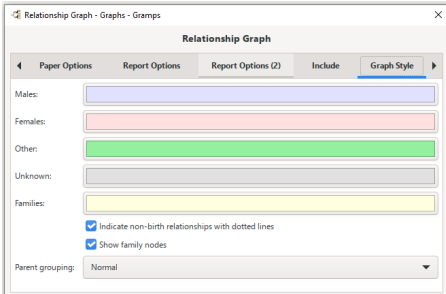 Relationship Graph - Graphs - Gramps
Relationship Graph
Paper Options Report Options Report Options (2) Include Graph Style
Males:
Females:
Other:
Unknown:
Families:
Indicate non-birth relationships with dotted lines
Show family nodes
Parent grouping: Normal